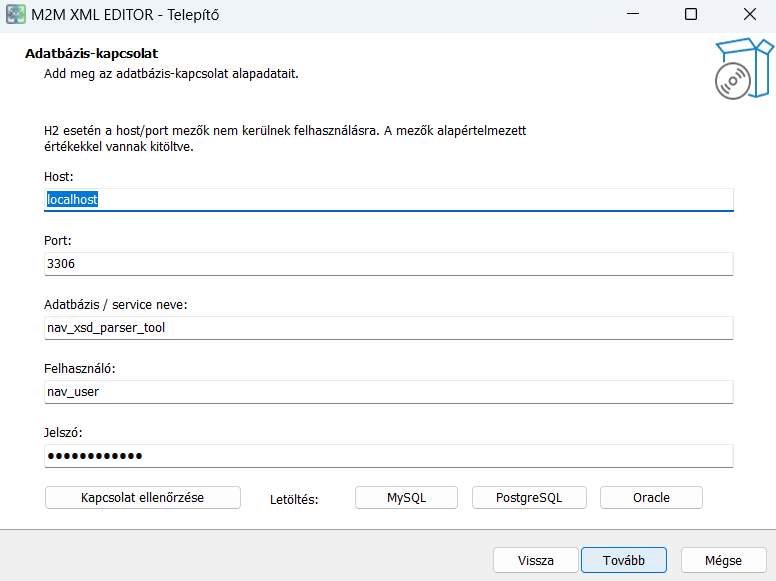 M2M XML EDITOR - Telepítő
Adatbázis-kapcsolat
Add meg az adatbázis-kapcsolat alapadatait.
H2 esetén a host/port mezők nem kerülnek felhasználásra. A mezők alapértelmezett
értékekkel vannak kitöltve.
Host:
localhost
Port:
3306
Adatbázis / service neve:
nav_xsd_parser_tool
Felhasználó:
nav_user
Jelszó:
●●●●●●●●●●●●
Kapcsolat ellenőrzése Letöltés: MySQL PostgreSQL Oracle
Vissza Tovább Mégse